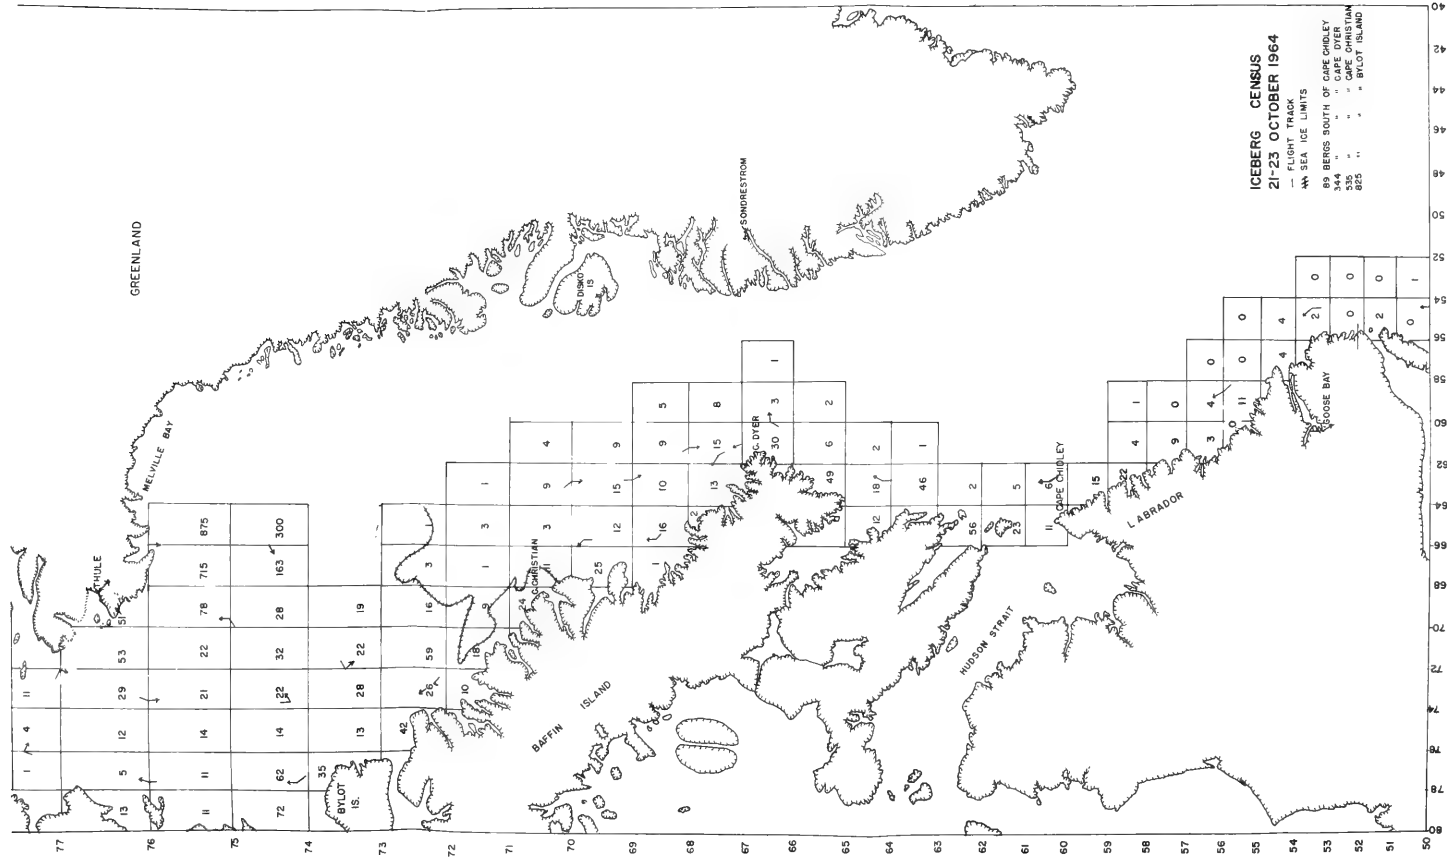 ICEBERG CENSUS
21-23 OCTOBER 1964
— FLIGHT TRACK
SEA ICE LIMITS
89 BERGS SOUTH OF CAPE CHIDLEY
344 " " " CAPE DYER
535 " " " CAPE CHRISTIAN
825 " " " BYLOT ISLAND
GREENLAND
MELVILLE BAY
THULE
DISKO IS.
SONDRESTROM
C. DYER
C. CHRISTIAN
BAFFIN ISLAND
BYLOT IS.
CAPE CHIDLEY
HUDSON STRAIT
LABRADOR
GOOSE BAY
1 4 11
13 5 12 29 53 51
11 11 14 21 22 78 715 875
72 62 14 22 32 28 163 300
35 13 28 22 19
42 26 59 16 3 1
10 18 9 1 3 1
24 11 3 9 4
25 12 15 9
1 16 10 9 5
2 13 15 8
30 3 1
8 49 6 2
12 18 2
46 1
56 2
23 5
11 6
15
22 4 1
9 0
3 4 0
0 11 0 0
4 4
2 0
0 0
2 0
0 1
77 76 75 74 73 72 71 70 69 68 67 66 65 64 63 62 61 60 59 58 57 56 55 54 53 52 51 50
80 78 76 74 72 70 68 66 64 62 60 58 56 54 52 50 48 46 44 42 40